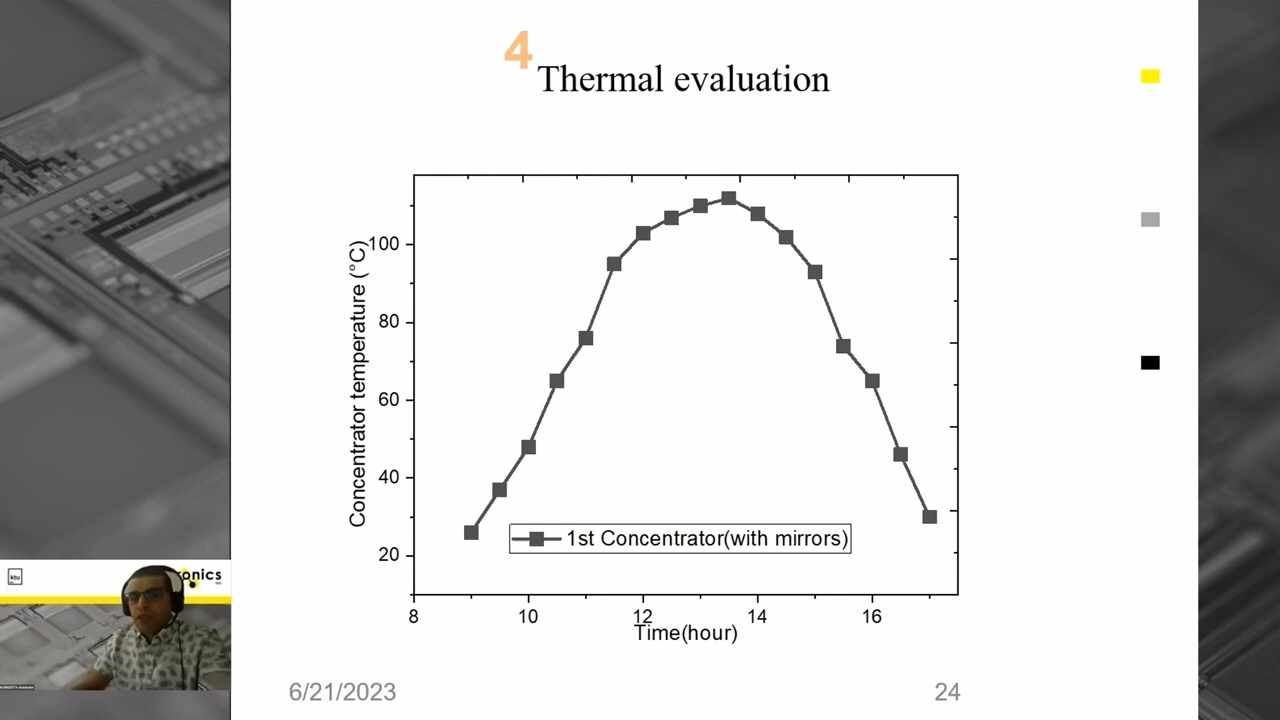 4
Thermal evaluation
Concentrator temperature (°C)
100
80
60
40
20
1st Concentrator(with mirrors)
8 10 12 14 16
Time(hour)
6/21/2023
24
ktu
onics